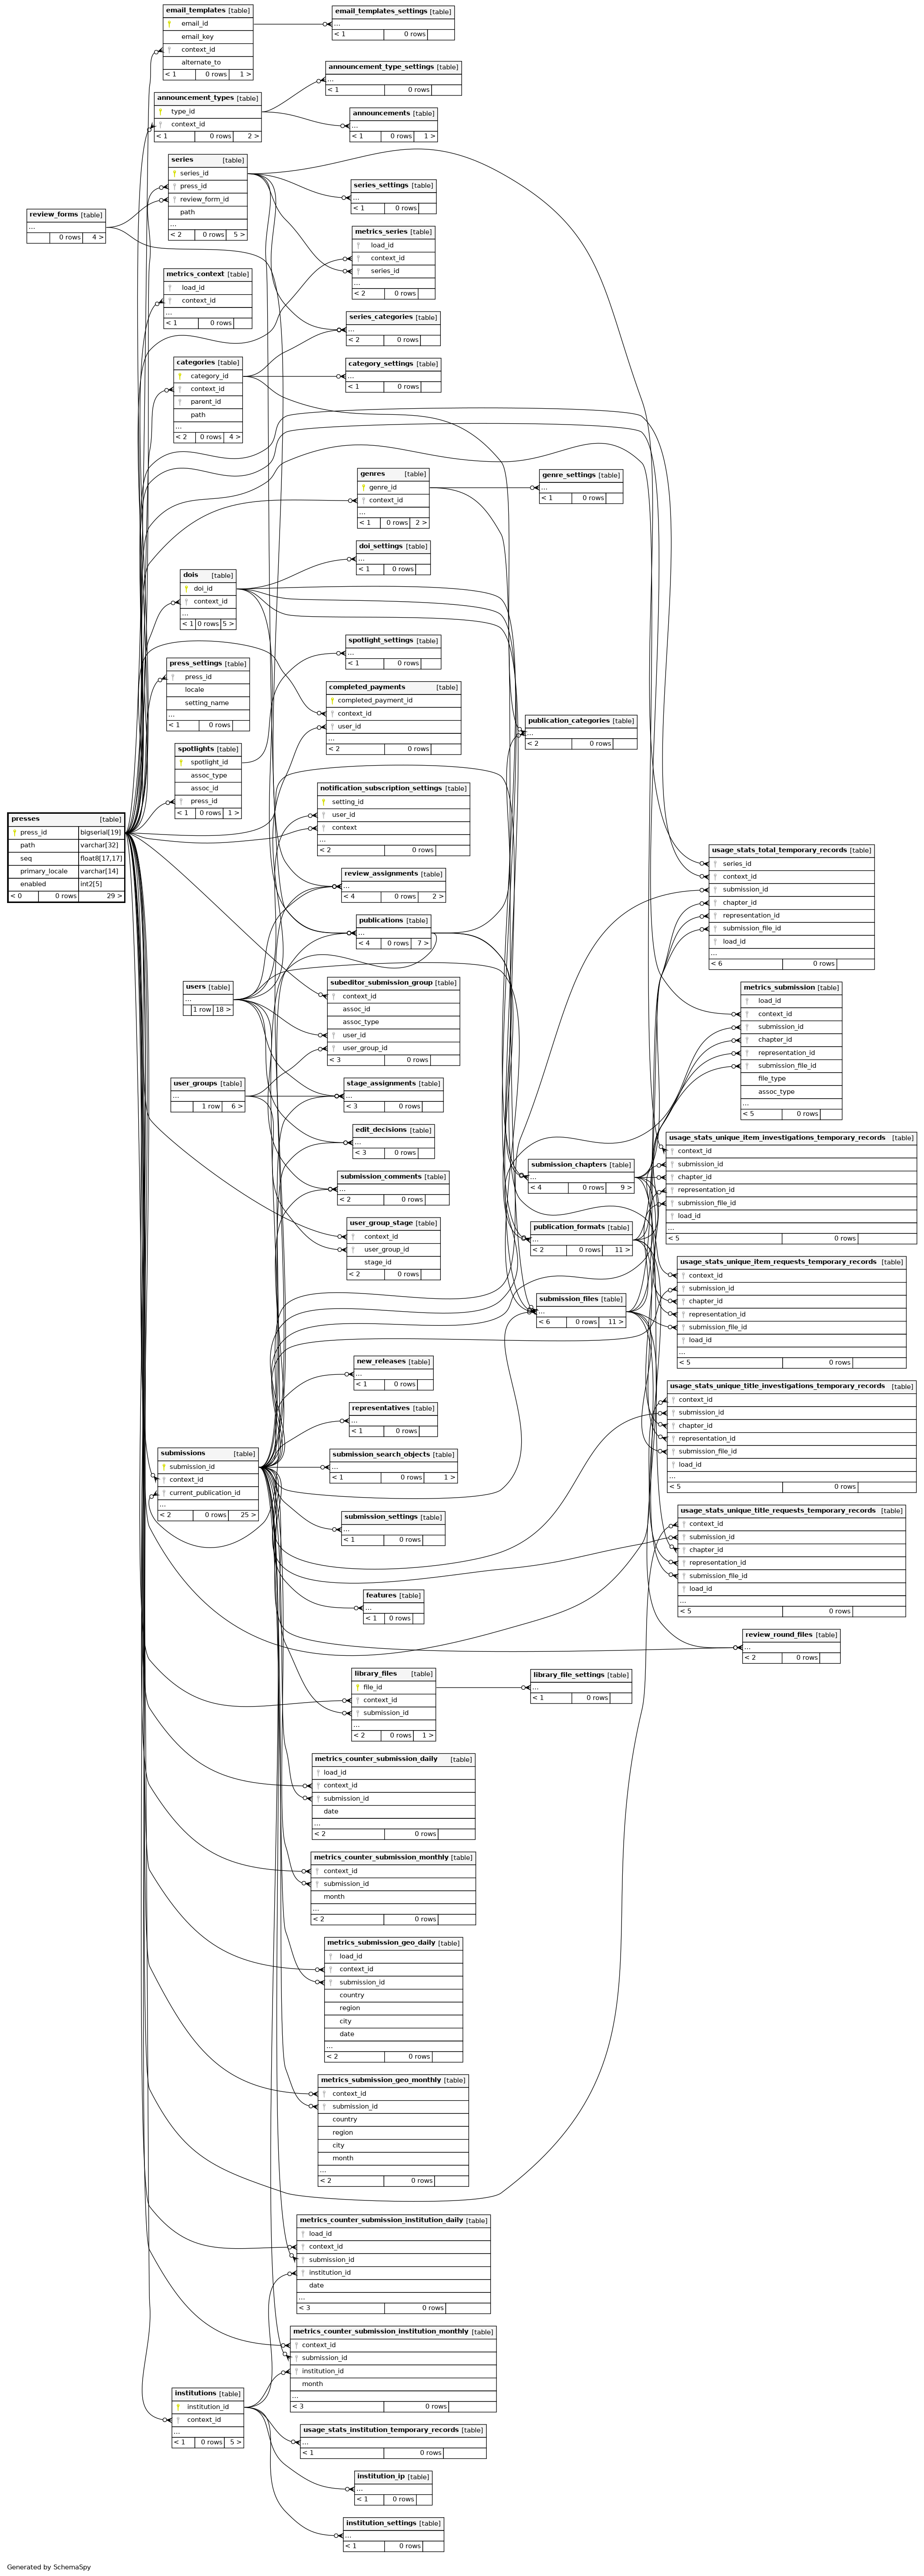 email_templates [table]
email_id
email_key
context_id
alternate_to
< 1 0 rows 1 >
email_templates_settings [table]
...
< 1 0 rows
announcement_type_settings [table]
...
< 1 0 rows
announcement_types [table]
type_id
context_id
< 1 0 rows 2 >
announcements [table]
...
< 1 0 rows 1 >
series [table]
series_id
press_id
review_form_id
path
...
< 2 0 rows 5 >
series_settings [table]
...
< 1 0 rows
review_forms [table]
...
0 rows 4 >
metrics_series [table]
load_id
context_id
series_id
...
< 2 0 rows
metrics_context [table]
load_id
context_id
...
< 1 0 rows
series_categories [table]
...
< 2 0 rows
categories [table]
category_id
context_id
parent_id
path
...
< 2 0 rows 4 >
category_settings [table]
...
< 1 0 rows
genres [table]
genre_id
context_id
...
< 1 0 rows 2 >
genre_settings [table]
...
< 1 0 rows
doi_settings [table]
...
< 1 0 rows
dois [table]
doi_id
context_id
...
< 1 0 rows 5 >
spotlight_settings [table]
...
< 1 0 rows
press_settings [table]
press_id
locale
setting_name
...
< 1 0 rows
completed_payments [table]
completed_payment_id
context_id
user_id
...
< 2 0 rows
publication_categories [table]
...
< 2 0 rows
spotlights [table]
spotlight_id
assoc_type
assoc_id
press_id
< 1 0 rows 1 >
notification_subscription_settings [table]
setting_id
user_id
context
...
< 2 0 rows
presses [table]
press_id bigserial[19]
path varchar[32]
seq float8[17,17]
primary_locale varchar[14]
enabled int2[5]
< 0 0 rows 29 >
usage_stats_total_temporary_records [table]
series_id
context_id
submission_id
chapter_id
representation_id
submission_file_id
load_id
...
< 6 0 rows
review_assignments [table]
...
< 4 0 rows 2 >
publications [table]
...
< 4 0 rows 7 >
users [table]
...
1 row 18 >
subeditor_submission_group [table]
context_id
assoc_id
assoc_type
user_id
user_group_id
< 3 0 rows
metrics_submission [table]
load_id
context_id
submission_id
chapter_id
representation_id
submission_file_id
file_type
assoc_type
...
< 5 0 rows
user_groups [table]
...
1 row 6 >
stage_assignments [table]
...
< 3 0 rows
edit_decisions [table]
...
< 3 0 rows
usage_stats_unique_item_investigations_temporary_records [table]
context_id
submission_id
chapter_id
representation_id
submission_file_id
load_id
...
< 5 0 rows
submission_chapters [table]
...
< 4 0 rows 9 >
submission_comments [table]
...
< 2 0 rows
user_group_stage [table]
context_id
user_group_id
stage_id
< 2 0 rows
publication_formats [table]
...
< 2 0 rows 11 >
usage_stats_unique_item_requests_temporary_records [table]
context_id
submission_id
chapter_id
representation_id
submission_file_id
load_id
...
< 5 0 rows
submission_files [table]
...
< 6 0 rows 11 >
new_releases [table]
...
< 1 0 rows
usage_stats_unique_title_investigations_temporary_records [table]
context_id
submission_id
chapter_id
representation_id
submission_file_id
load_id
...
< 5 0 rows
representatives [table]
...
< 1 0 rows
submissions [table]
submission_id
context_id
current_publication_id
...
< 2 0 rows 25 >
submission_search_objects [table]
...
< 1 0 rows 1 >
submission_settings [table]
...
< 1 0 rows
usage_stats_unique_title_requests_temporary_records [table]
context_id
submission_id
chapter_id
representation_id
submission_file_id
load_id
...
< 5 0 rows
features [table]
...
< 1 0 rows
review_round_files [table]
...
< 2 0 rows
library_files [table]
file_id
context_id
submission_id
...
< 2 0 rows 1 >
library_file_settings [table]
...
< 1 0 rows
metrics_counter_submission_daily [table]
load_id
context_id
submission_id
date
...
< 2 0 rows
metrics_counter_submission_monthly [table]
context_id
submission_id
month
...
< 2 0 rows
metrics_submission_geo_daily [table]
load_id
context_id
submission_id
country
region
city
date
...
< 2 0 rows
metrics_submission_geo_monthly [table]
context_id
submission_id
country
region
city
month
...
< 2 0 rows
metrics_counter_submission_institution_daily [table]
load_id
context_id
submission_id
institution_id
date
...
< 3 0 rows
metrics_counter_submission_institution_monthly [table]
context_id
submission_id
institution_id
month
...
< 3 0 rows
institutions [table]
institution_id
context_id
...
< 1 0 rows 5 >
usage_stats_institution_temporary_records [table]
...
< 1 0 rows
institution_ip [table]
...
< 1 0 rows
institution_settings [table]
...
< 1 0 rows
Generated by SchemaSpy